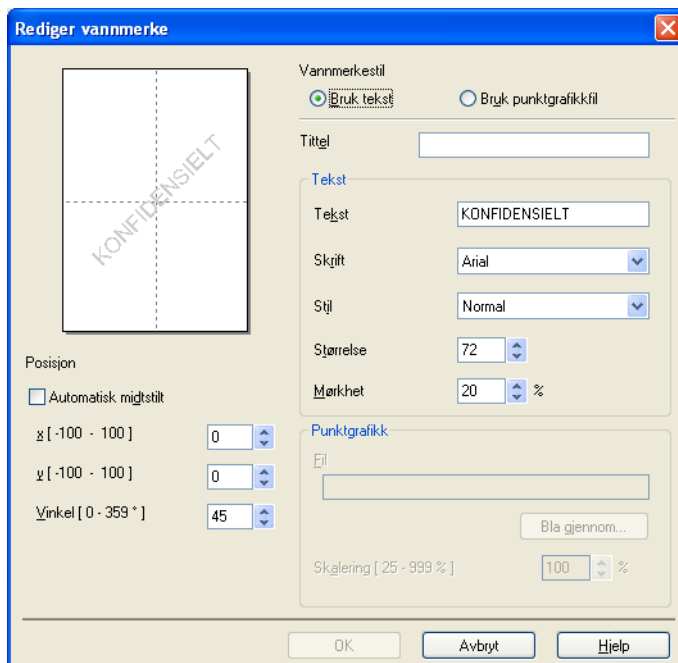 Rediger vannmerke
KONFIDENSIELT
Vannmerkestil
Bruk tekst
Bruk punktgrafikkfil
Tittel
Tekst
Tekst KONFIDENSIELT
Skrift Arial
Stil Normal
Størrelse 72
Mørkhet 20 %
Posisjon
Automatisk midtstilt
x [ -100 - 100 ] 0
y [ -100 - 100 ] 0
Vinkel [ 0 - 359 ° ] 45
Punktgrafikk
Fil
Bla gjennom...
Skalering [ 25 - 999 % ] 100 %
OK Avbryt Hjelp